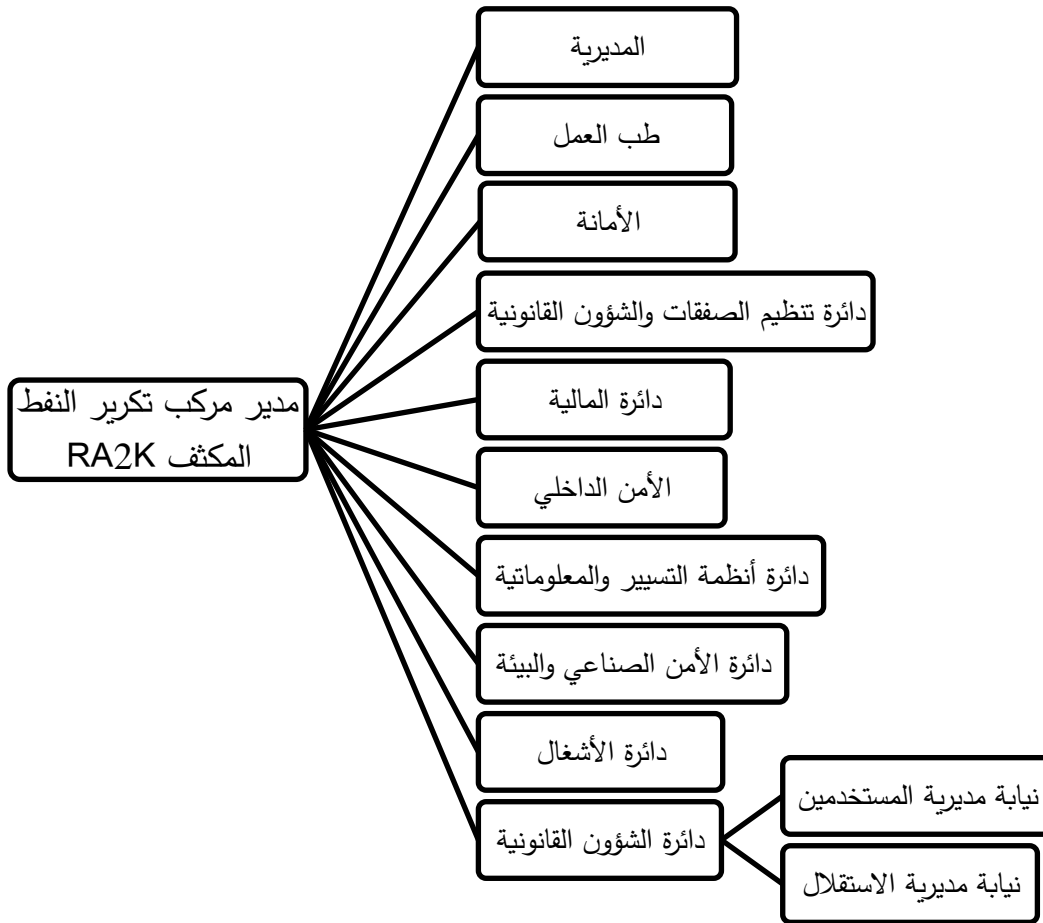 المديرية
طب العمل
الأمانة
دائرة تنظيم الصفقات والشؤون القانونية
دائرة المالية
مدير مركب تكرير النفط
المكثف RA2K
الأمن الداخلي
دائرة أنظمة التسيير والمعلوماتية
دائرة الأمن الصناعي والبيئة
دائرة الأشغال
نيابة مديرية المستخدمين
دائرة الشؤون القانونية
نيابة مديرية الاستقلال